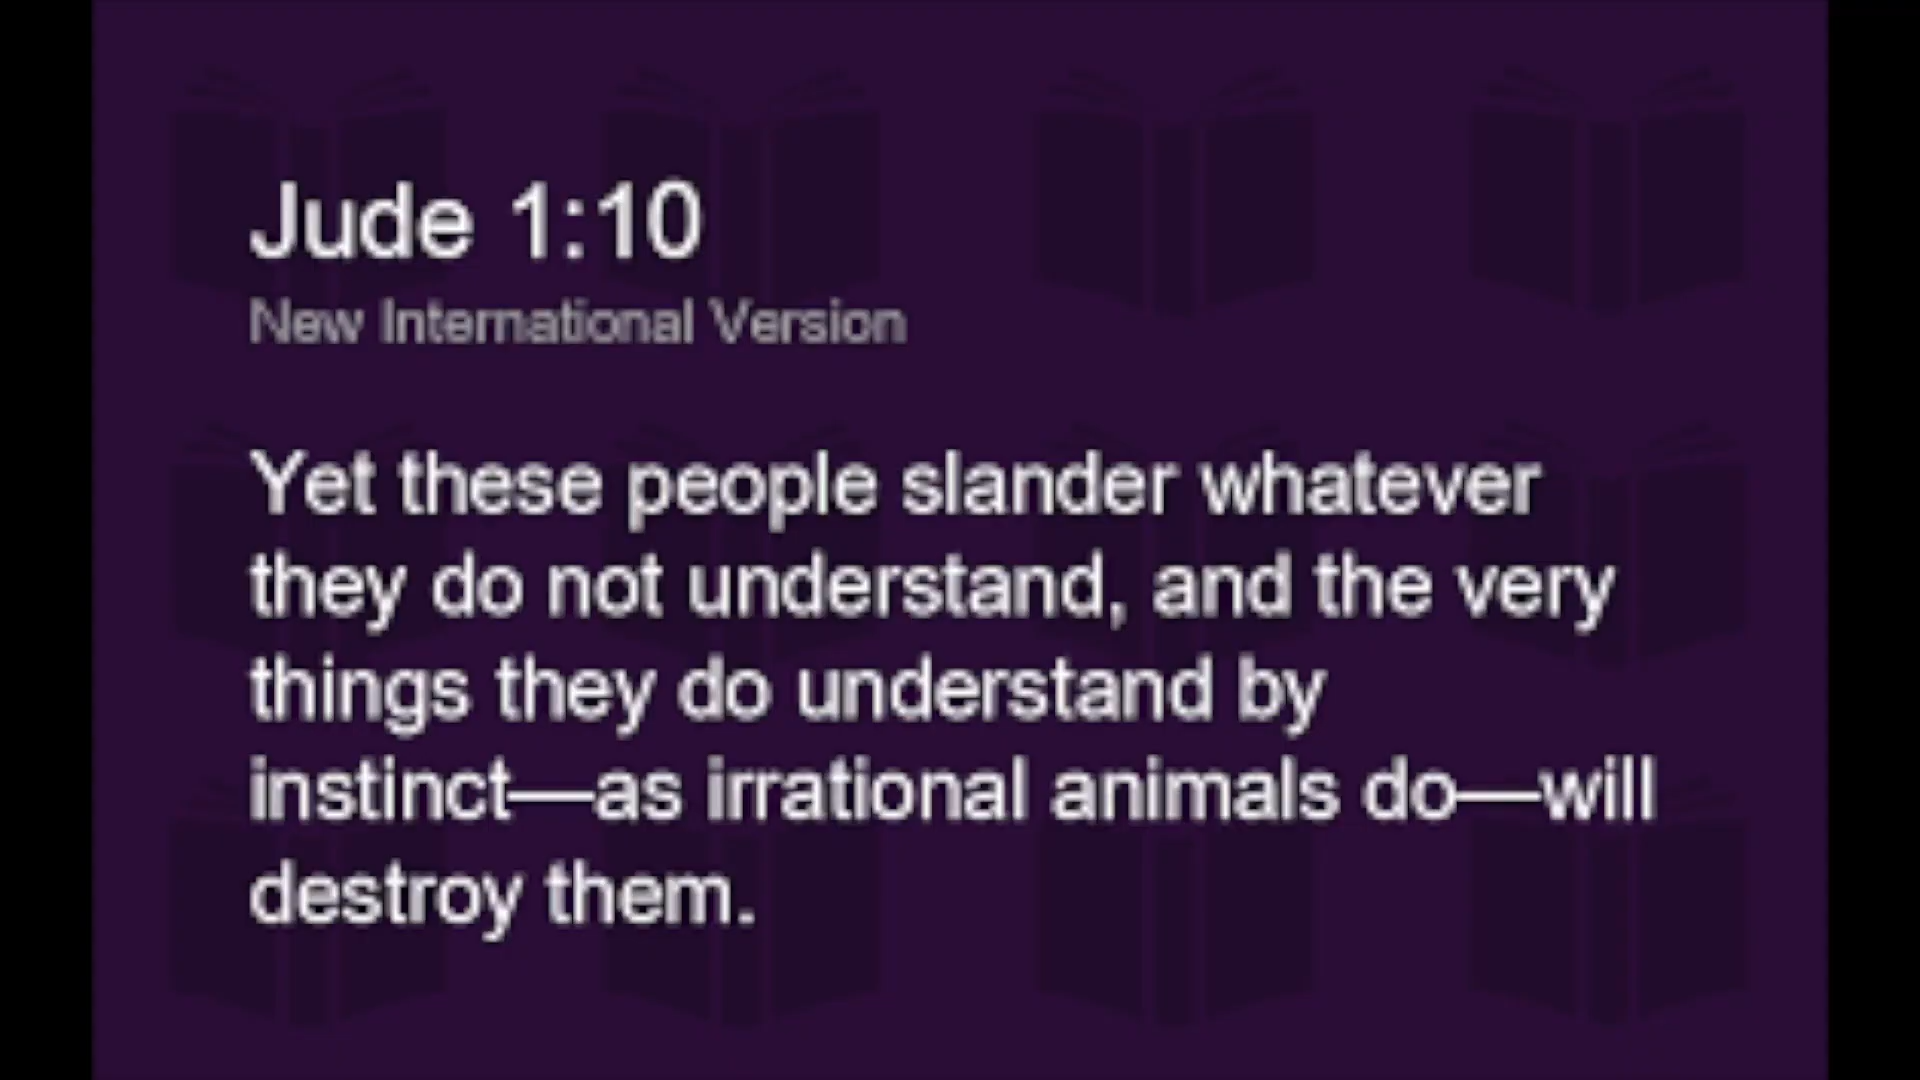 Jude 1:10
New International Version
Yet these people slander whatever
they do not understand, and the very
things they do understand by
instinct—as irrational animals do—will
destroy them.